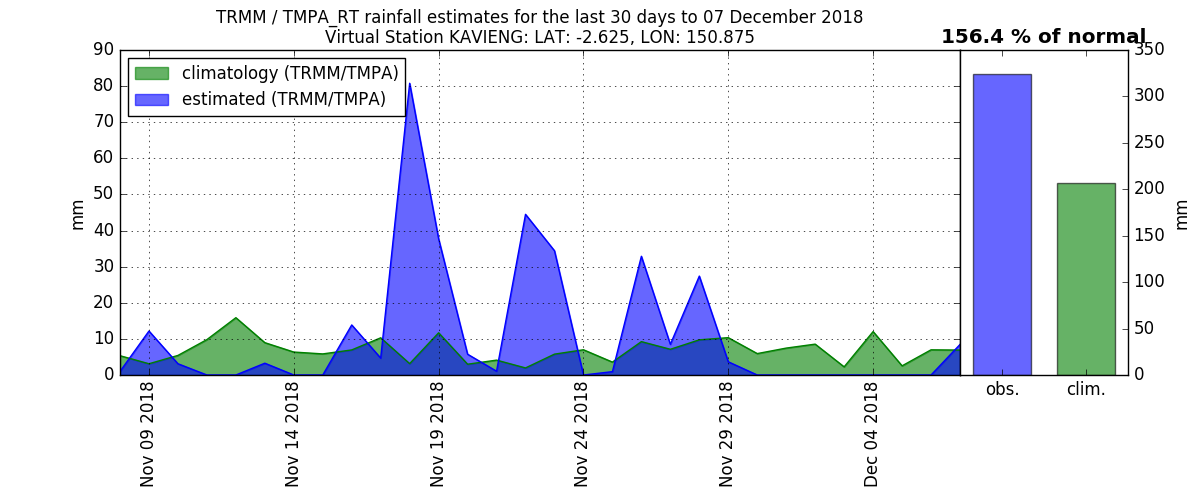 TRMM / TMPA_RT rainfall estimates for the last 30 days to 07 December 2018
Virtual Station KAVIENG: LAT: -2.625, LON: 150.875
156.4 % of normal
climatology (TRMM/TMPA)
estimated (TRMM/TMPA)
90
80
70
60
50
40
30
20
10
0
mm
Nov 09 2018
Nov 14 2018
Nov 19 2018
Nov 24 2018
Nov 29 2018
Dec 04 2018
obs.
clim.
350
300
250
200
150
100
50
0
mm